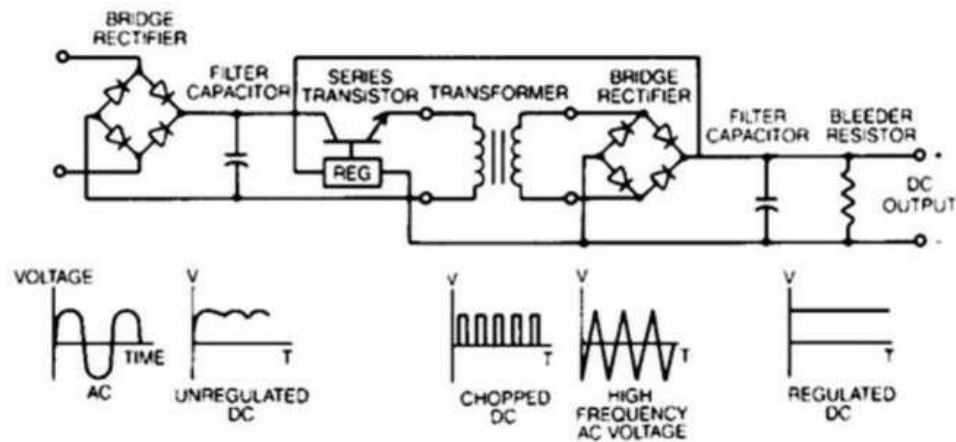 BRIDGE
RECTIFIER
FILTER
CAPACITOR
SERIES
TRANSISTOR
TRANSFORMER
BRIDGE
RECTIFIER
FILTER
CAPACITOR
BLEEDER
RESISTOR
REG
+
DC
OUTPUT
-
VOLTAGE
TIME
AC
V
T
UNREGULATED
DC
V
T
CHOPPED
DC
V
T
HIGH
FREQUENCY
AC VOLTAGE
V
T
REGULATED
DC